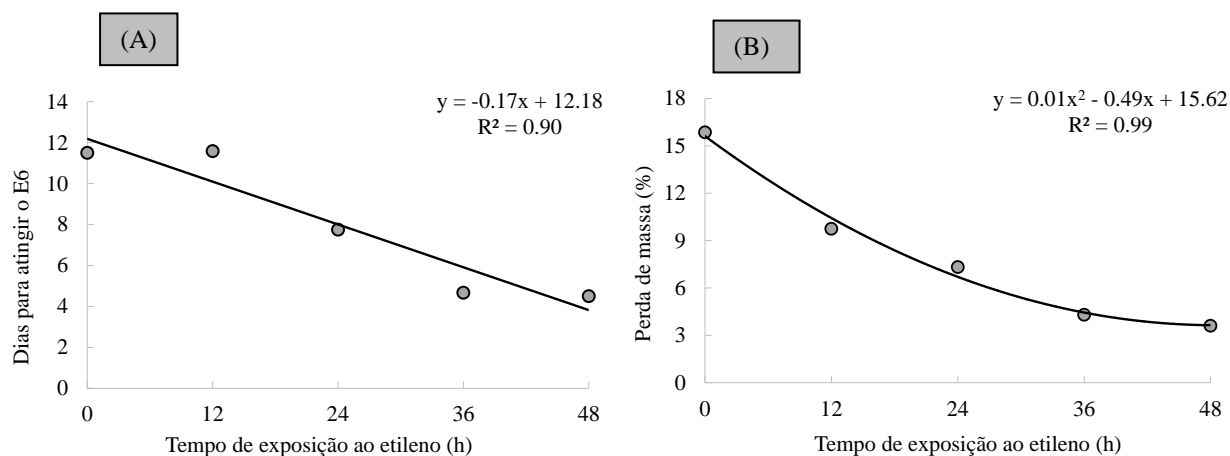 (A)
y = -0.17x + 12.18
R² = 0.90
14
12
10
8
6
4
2
0
Dias para atingir o E6
0 12 24 36 48
Tempo de exposição ao etileno (h)
(B)
y = 0.01x² - 0.49x + 15.62
R² = 0.99
18
15
12
9
6
3
0
Perda de massa (%)
0 12 24 36 48
Tempo de exposição ao etileno (h)